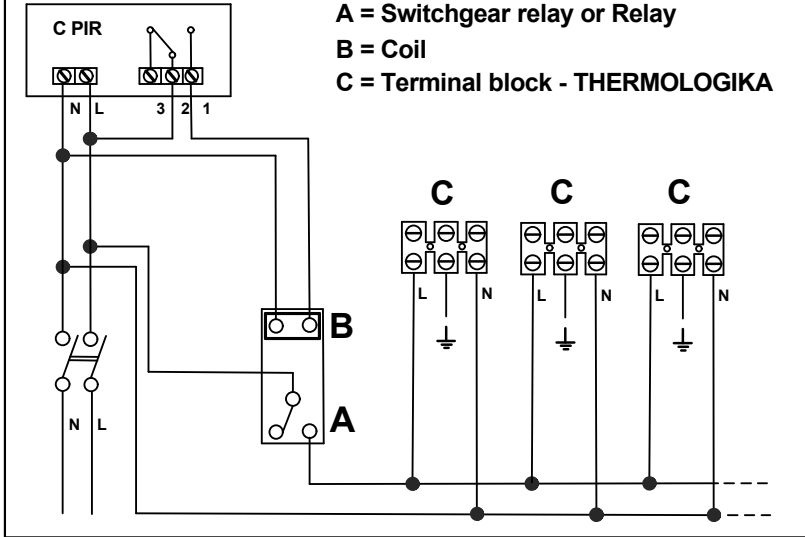 A = Switchgear relay or Relay
B = Coil
C = Terminal block - THERMOLOGIKA
C PIR
N L 3 2 1
C C C
L N L N L N
B
A
N L